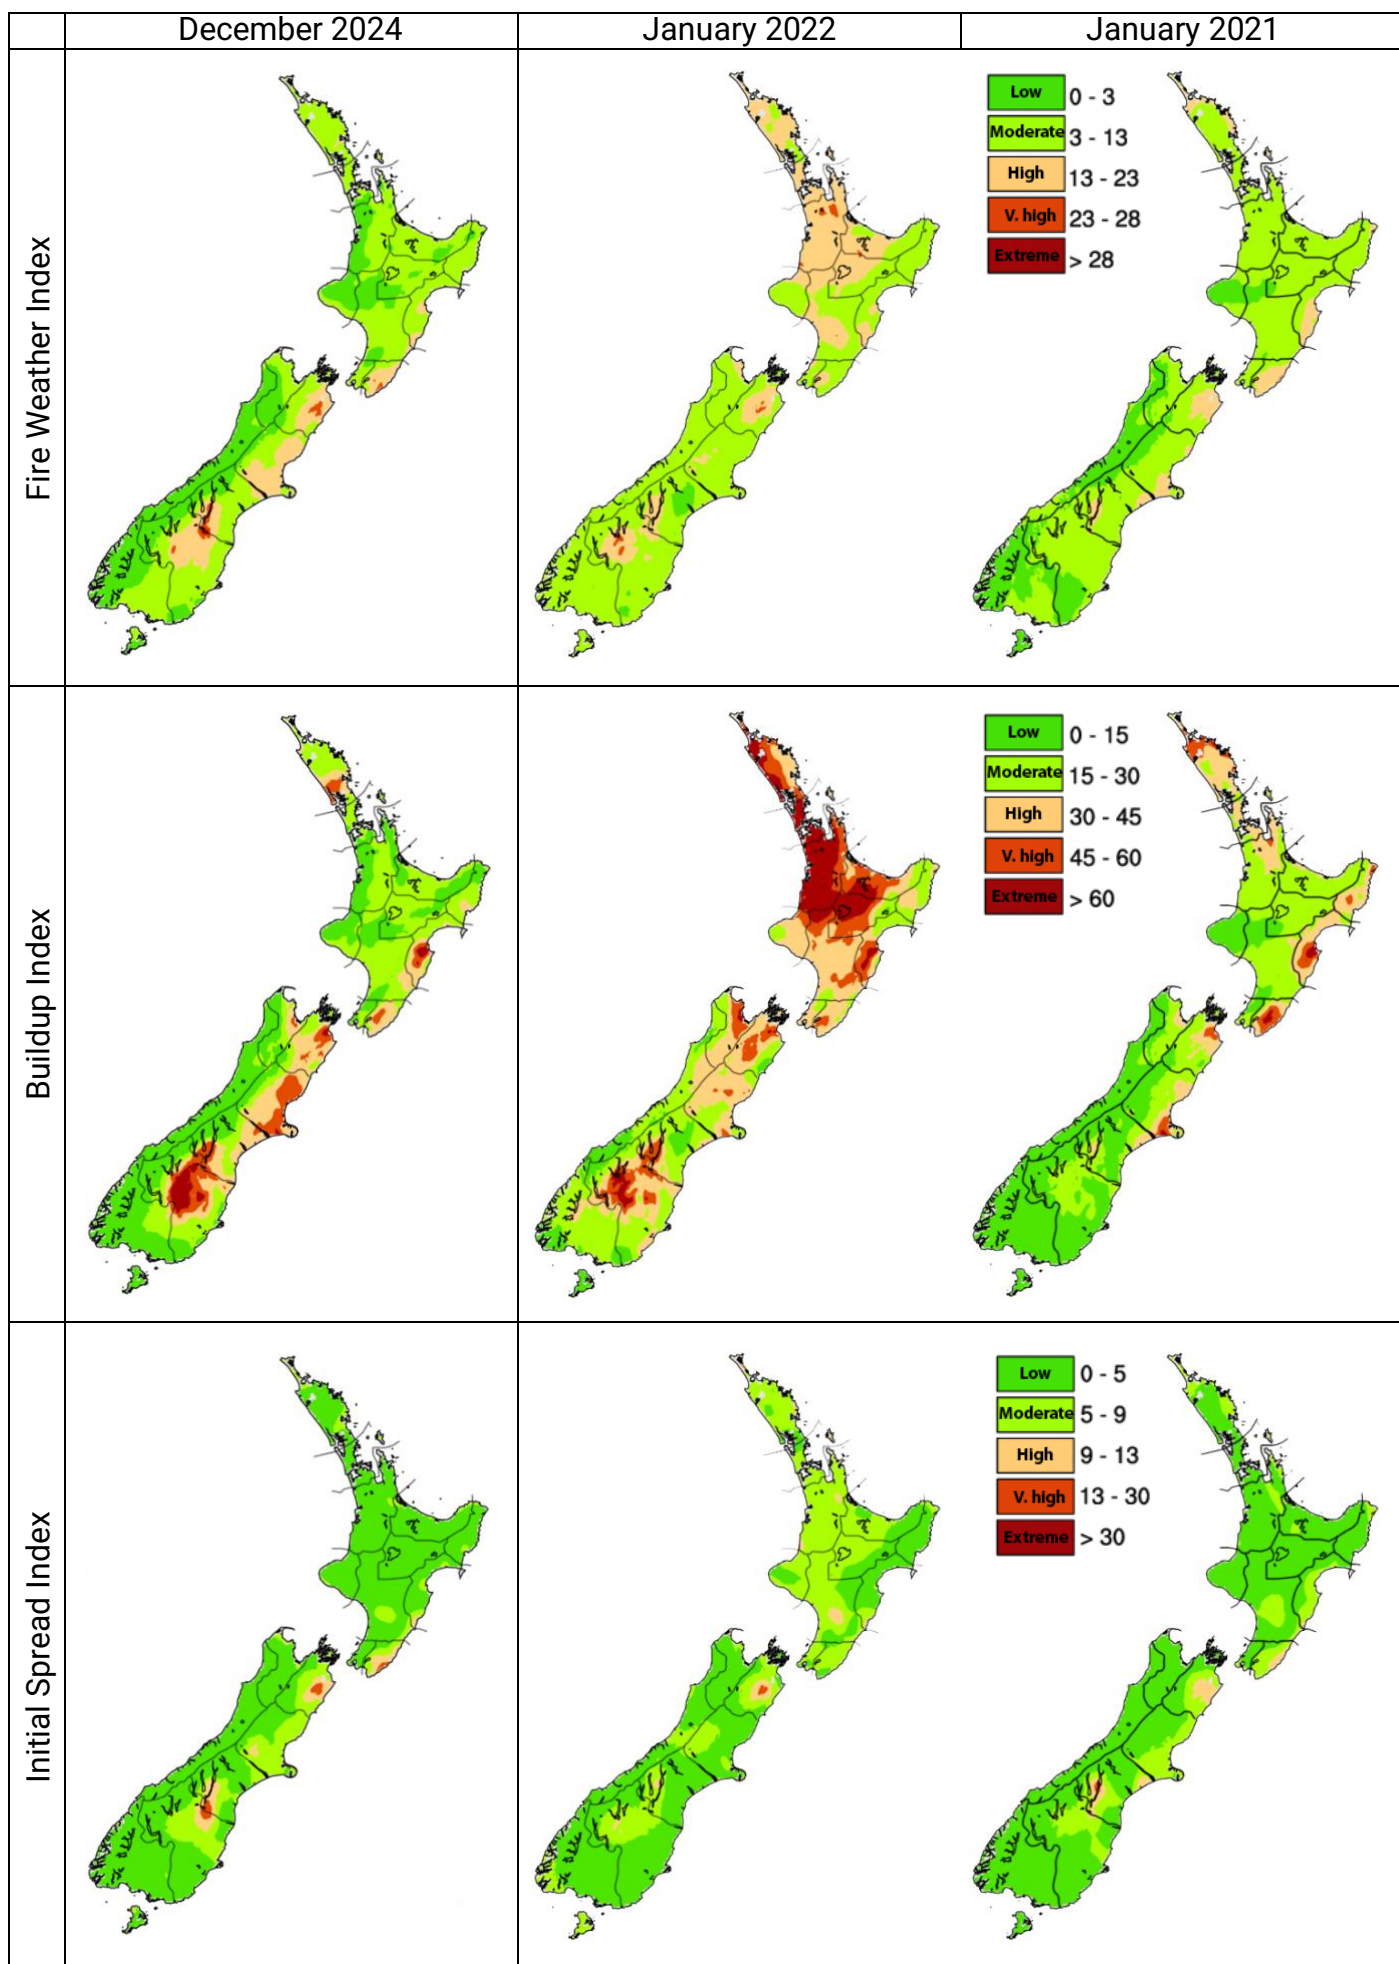 December 2024
January 2022
January 2021
Fire Weather Index
Low 0 - 3
Moderate 3 - 13
High 13 - 23
V. high 23 - 28
Extreme > 28
Buildup Index
Low 0 - 15
Moderate 15 - 30
High 30 - 45
V. high 45 - 60
Extreme > 60
Initial Spread Index
Low 0 - 5
Moderate 5 - 9
High 9 - 13
V. high 13 - 30
Extreme > 30